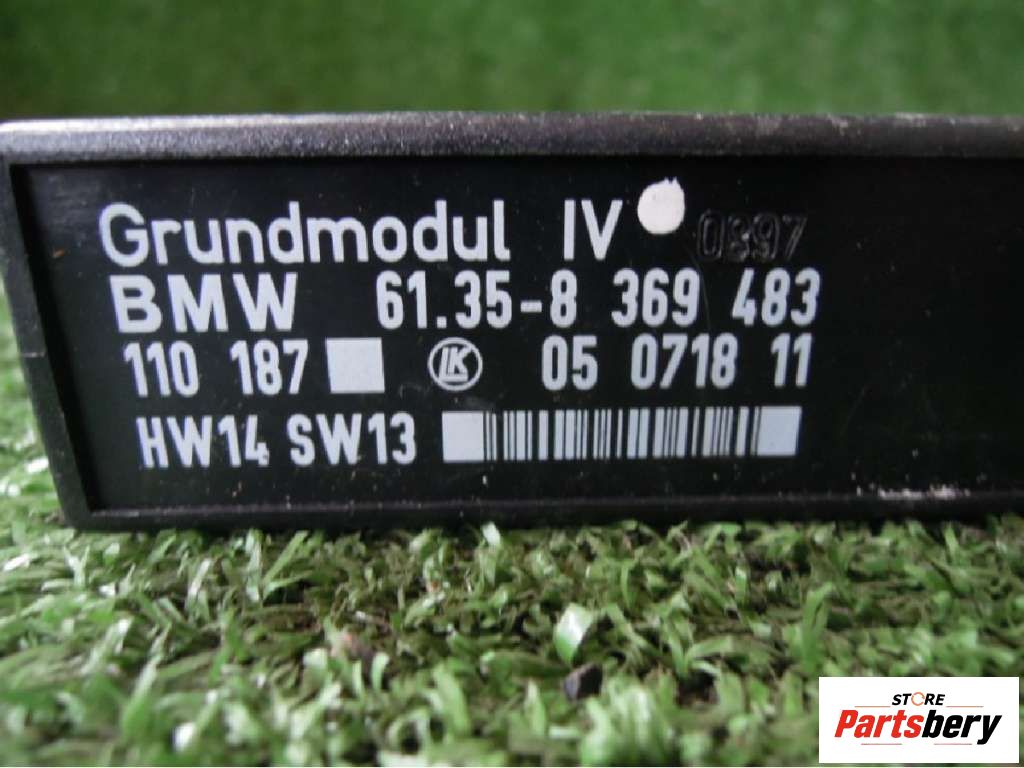 Grundmodul IV 0897
BMW 61.35-8 369 483
110 187 LK 05 0718 11
HW14 SW13
STORE
Partsbery